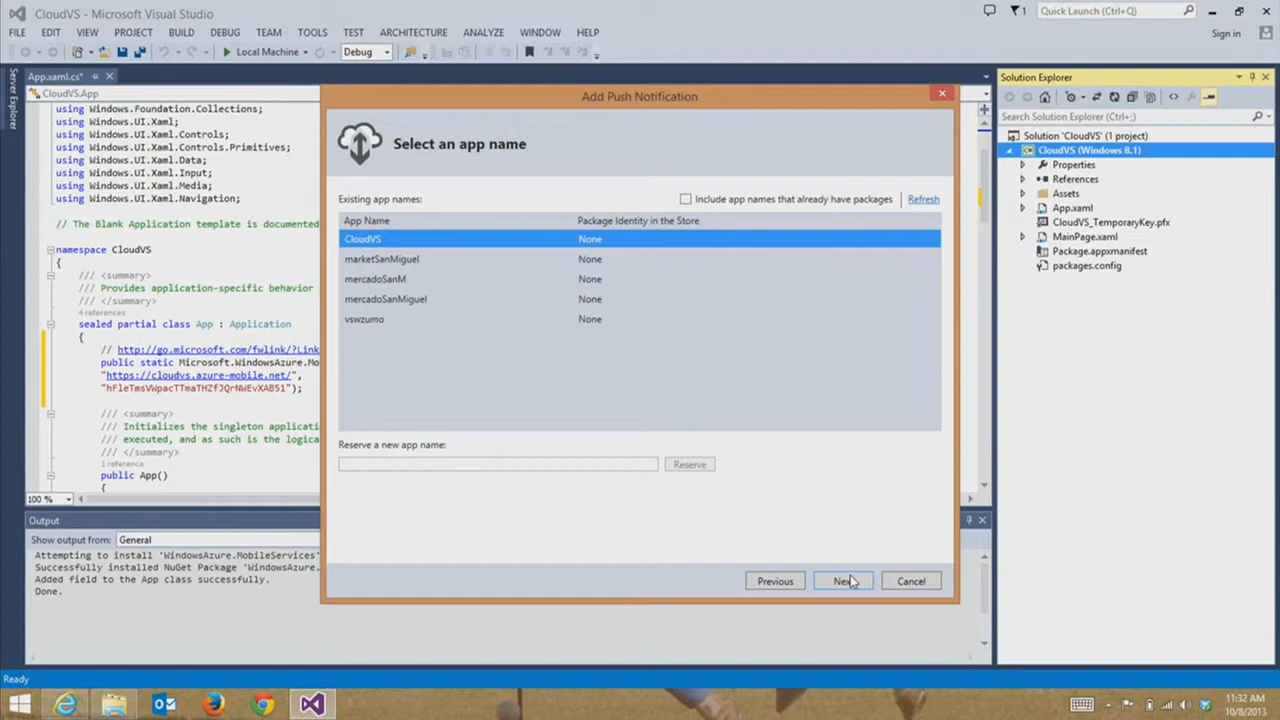 CloudVS - Microsoft Visual Studio
Quick Launch (Ctrl+Q)
FILE EDIT VIEW PROJECT BUILD DEBUG TEAM TOOLS TEST ARCHITECTURE ANALYZE WINDOW HELP
Sign in
Local Machine
Debug
Server Explorer
App.xaml.cs*
CloudVS.App
using Windows.Foundation.Collections;
using Windows.UI.Xaml;
using Windows.UI.Xaml.Controls;
using Windows.UI.Xaml.Controls.Primitives;
using Windows.UI.Xaml.Data;
using Windows.UI.Xaml.Input;
using Windows.UI.Xaml.Media;
using Windows.UI.Xaml.Navigation;
// The Blank Application template is documented
namespace CloudVS
{
/// <summary>
/// Provides application-specific behavior
/// </summary>
4 references
sealed partial class App : Application
{
// http://go.microsoft.com/fwlink/?Link
public static Microsoft.WindowsAzure.Mo
"https://cloudvs.azure-mobile.net/",
"hFleTmsVWpacTTmaTHZfJQrNWEvXAB51");
/// <summary>
/// Initializes the singleton applicati
/// executed, and as such is the logica
/// </summary>
1 reference
public App()
{
100 %
Output
Show output from: General
Attempting to install 'WindowsAzure.MobileServices'
Successfully installed NuGet Package 'WindowsAzure.
Added field to the App class successfully.
Done.
Ready
Add Push Notification
Select an app name
Existing app names:
Include app names that already have packages
Refresh
App Name Package Identity in the Store
CloudVS None
marketSanMiguel None
mercadoSanM None
mercadoSanMiguel None
vswzumo None
Reserve a new app name:
Reserve
Previous Next Cancel
Solution Explorer
Search Solution Explorer (Ctrl+;)
Solution 'CloudVS' (1 project)
CloudVS (Windows 8.1)
Properties
References
Assets
App.xaml
CloudVS_TemporaryKey.pfx
MainPage.xaml
Package.appxmanifest
packages.config
11:32 AM
10/8/2013